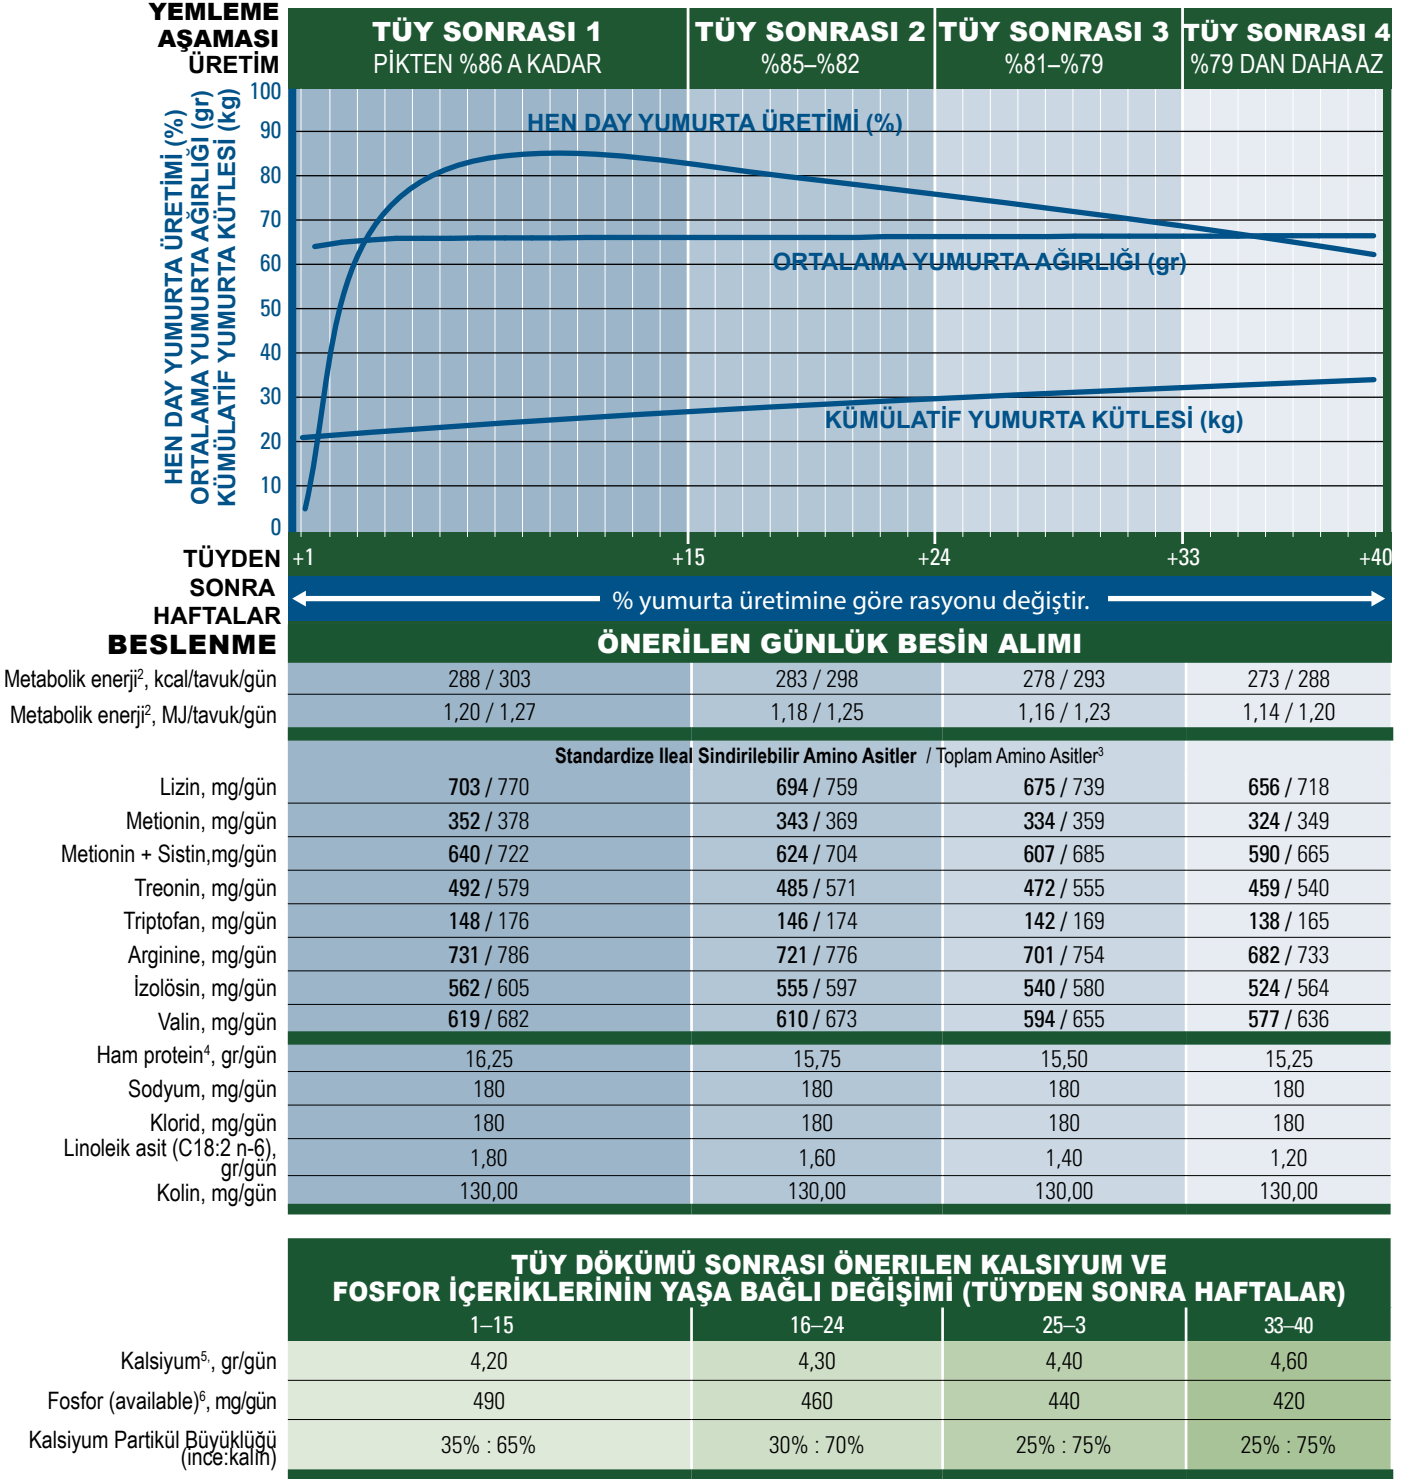 YEMLEME
AŞAMASI
ÜRETİM
TÜY SONRASI 1
PİKTEN %86 A KADAR
TÜY SONRASI 2
%85–%82
TÜY SONRASI 3
%81–%79
TÜY SONRASI 4
%79 DAN DAHA AZ
HEN DAY YUMURTA ÜRETİMİ (%)
ORTALAMA YUMURTA AĞIRLIĞI (gr)
KÜMÜLATİF YUMURTA KÜTLESİ (kg)
100
90
80
70
60
50
40
30
20
10
0
HEN DAY YUMURTA ÜRETİMİ (%)
ORTALAMA YUMURTA AĞIRLIĞI (gr)
KÜMÜLATİF YUMURTA KÜTLESİ (kg)
TÜYDEN
SONRA
HAFTALAR
+1 +15 +24 +33 +40
% yumurta üretimine göre rasyonu değiştir.
BESLENME ÖNERİLEN GÜNLÜK BESİN ALIMI
Metabolik enerji2, kcal/tavuk/gün 288 / 303 283 / 298 278 / 293 273 / 288
Metabolik enerji2, MJ/tavuk/gün 1,20 / 1,27 1,18 / 1,25 1,16 / 1,23 1,14 / 1,20
Standardize Ileal Sindirilebilir Amino Asitler / Toplam Amino Asitler3
Lizin, mg/gün 703 / 770 694 / 759 675 / 739 656 / 718
Metionin, mg/gün 352 / 378 343 / 369 334 / 359 324 / 349
Metionin + Sistin,mg/gün 640 / 722 624 / 704 607 / 685 590 / 665
Treonin, mg/gün 492 / 579 485 / 571 472 / 555 459 / 540
Triptofan, mg/gün 148 / 176 146 / 174 142 / 169 138 / 165
Arginine, mg/gün 731 / 786 721 / 776 701 / 754 682 / 733
İzolösin, mg/gün 562 / 605 555 / 597 540 / 580 524 / 564
Valin, mg/gün 619 / 682 610 / 673 594 / 655 577 / 636
Ham protein4, gr/gün 16,25 15,75 15,50 15,25
Sodyum, mg/gün 180 180 180 180
Klorid, mg/gün 180 180 180 180
Linoleik asit (C18:2 n-6),
gr/gün 1,80 1,60 1,40 1,20
Kolin, mg/gün 130,00 130,00 130,00 130,00
TÜY DÖKÜMÜ SONRASI ÖNERILEN KALSIYUM VE
FOSFOR İÇERİKLERİNİN YAŞA BAĞLI DEĞİŞİMİ (TÜYDEN SONRA HAFTALAR)
1–15 16–24 25–3 33–40
Kalsiyum5,, gr/gün 4,20 4,30 4,40 4,60
Fosfor (available)6, mg/gün 490 460 440 420
Kalsiyum Partikül Büyüklüğü
(ince:kalın) 35% : 65% 30% : 70% 25% : 75% 25% : 75%